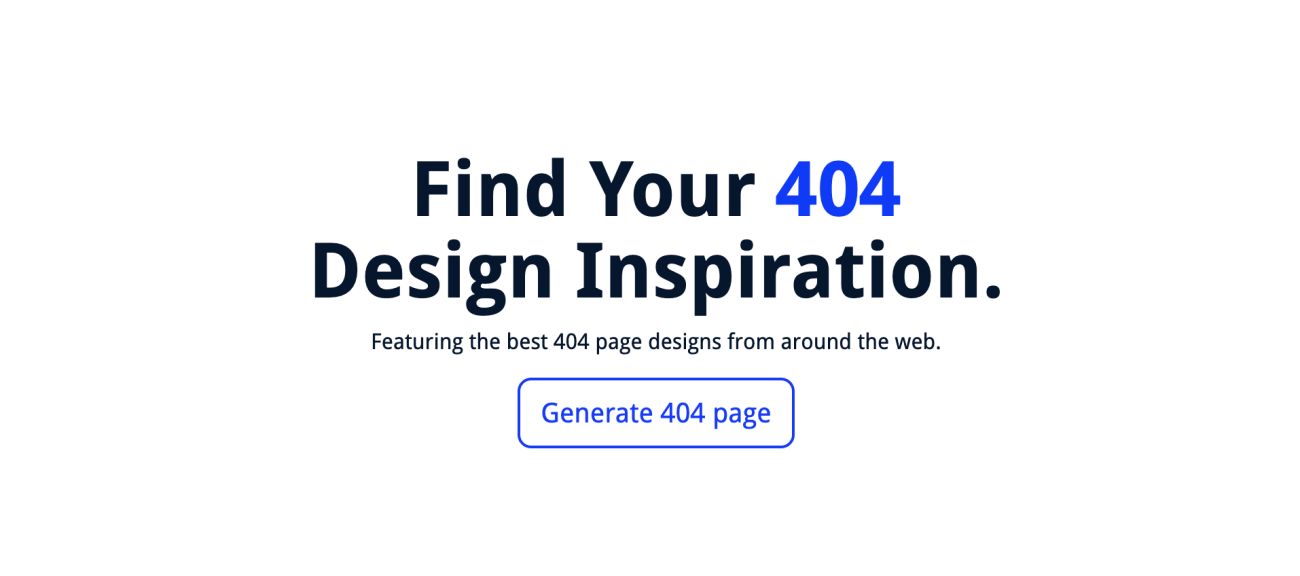 Find Your 404
Design Inspiration.
Featuring the best 404 page designs from around the web.
Generate 404 page